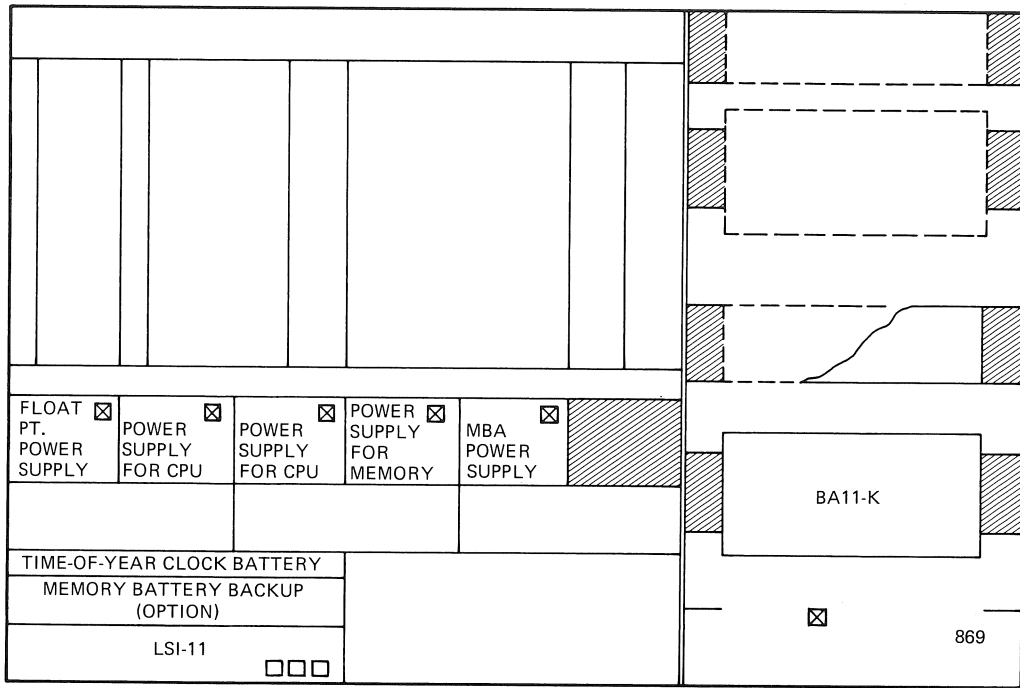 FLOAT
PT.
POWER
SUPPLY
POWER
SUPPLY
FOR CPU
POWER
SUPPLY
FOR CPU
POWER
SUPPLY
FOR
MEMORY
MBA
POWER
SUPPLY
BA11-K
TIME-OF-YEAR CLOCK BATTERY
MEMORY BATTERY BACKUP
(OPTION)
LSI-11
869